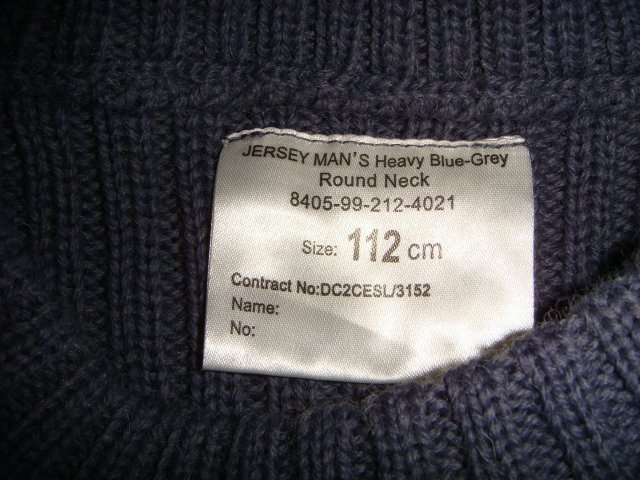 JERSEY MAN'S Heavy Blue-Grey
Round Neck
8405-99-212-4021
Size: 112 cm
Contract No:DC2CESL/3152
Name:
No: